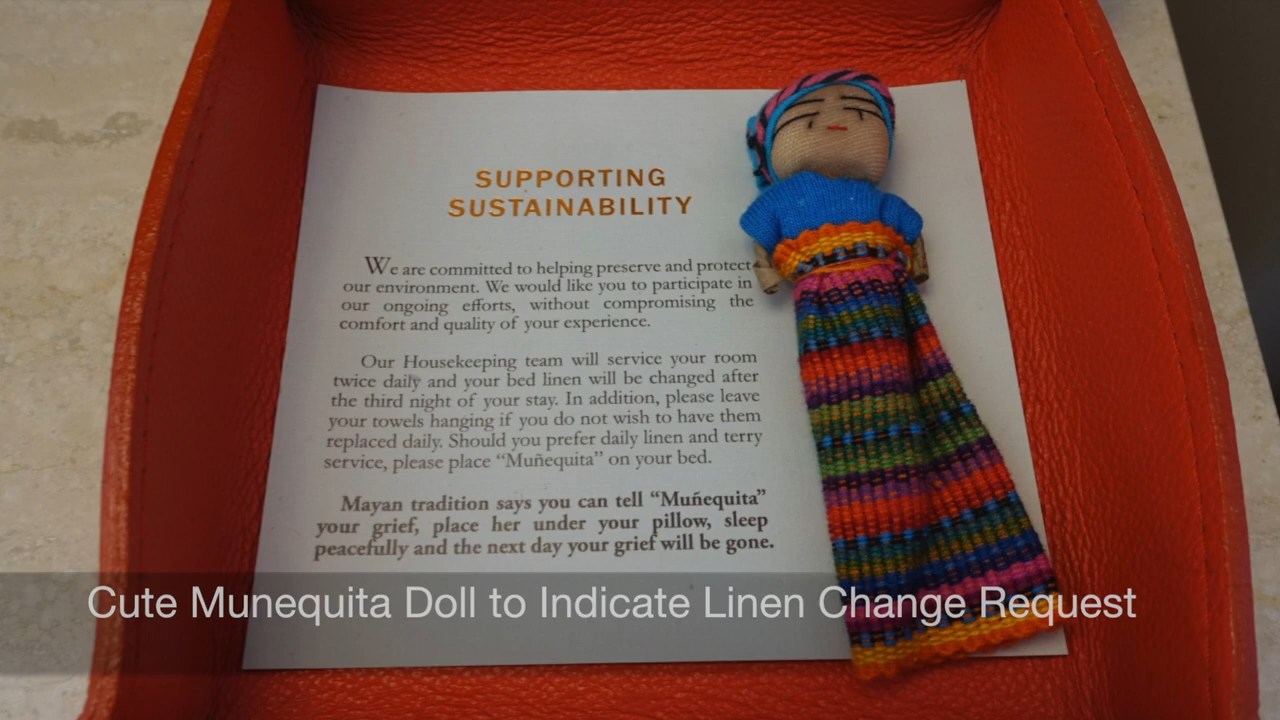 SUPPORTING
SUSTAINABILITY
We are committed to helping preserve and protect
our environment. We would like you to participate in
our ongoing efforts, without compromising the
comfort and quality of your experience.
Our Housekeeping team will service your room
twice daily and your bed linen will be changed after
the third night of your stay. In addition, please leave
your towels hanging if you do not wish to have them
replaced daily. Should you prefer daily linen and terry
service, please place “Muñequita” on your bed.
Mayan tradition says you can tell “Muñequita”
your grief, place her under your pillow, sleep
peacefully and the next day your grief will be gone.
Cute Munequita Doll to Indicate Linen Change Request